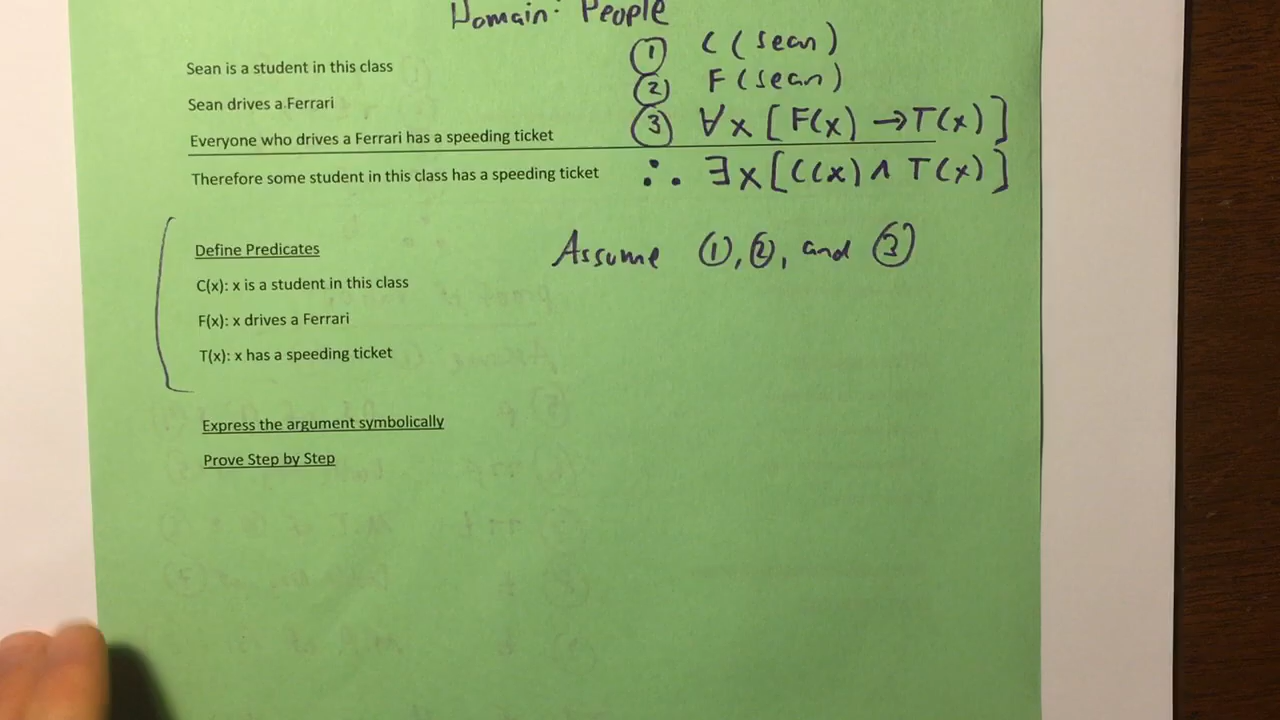 Domain: People
Sean is a student in this class
① C(sean)
Sean drives a Ferrari
② F(sean)
Everyone who drives a Ferrari has a speeding ticket
③ ∀x[F(x)→T(x)]
Therefore some student in this class has a speeding ticket
∴ ∃x[C(x)∧T(x)]
Define Predicates
Assume ①,②, and ③
C(x): x is a student in this class
F(x): x drives a Ferrari
T(x): x has a speeding ticket
Express the argument symbolically
Prove Step by Step